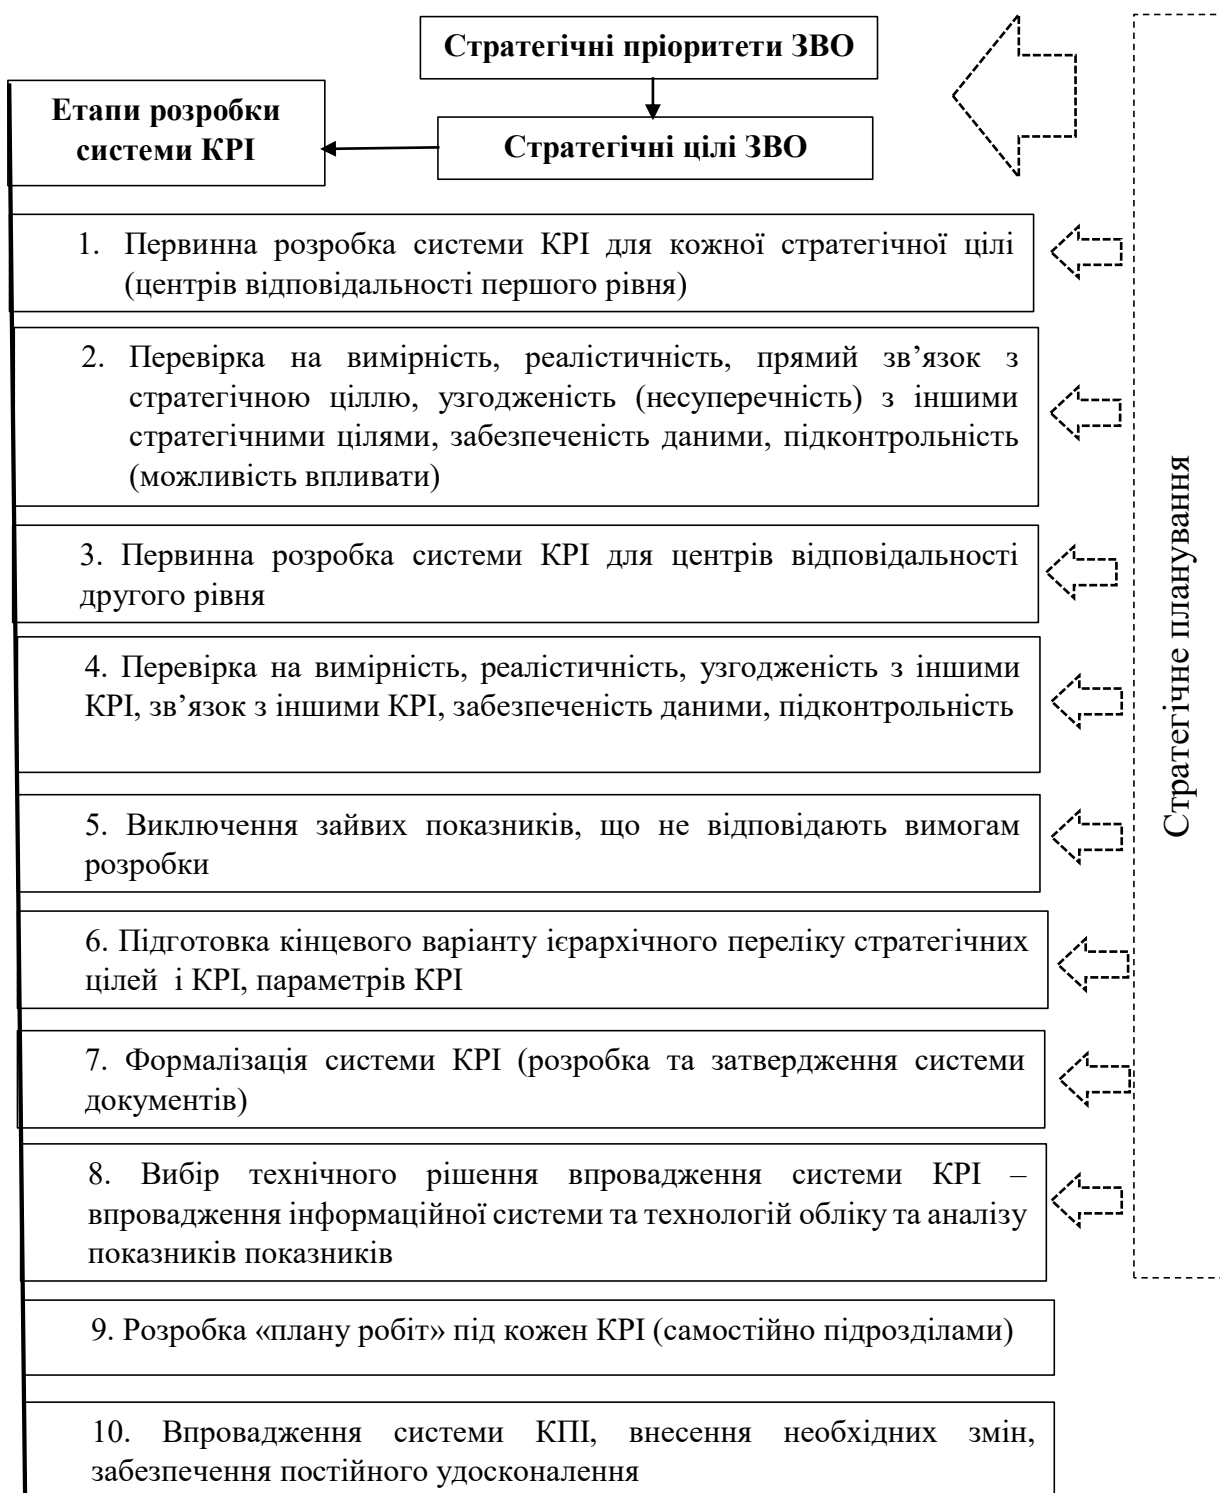 Стратегічні пріоритети ЗВО
Етапи розробки
системи КРІ
Стратегічні цілі ЗВО
1. Первинна розробка системи КРІ для кожної стратегічної цілі
(центрів відповідальності першого рівня)
2. Перевірка на вимірність, реалістичність, прямий зв’язок з
стратегічною ціллю, узгодженість (несуперечність) з іншими
стратегічними цілями, забезпеченість даними, підконтрольність
(можливість впливати)
3. Первинна розробка системи КРІ для центрів відповідальності
другого рівня
4. Перевірка на вимірність, реалістичність, узгодженість з іншими
КРІ, зв’язок з іншими КРІ, забезпеченість даними, підконтрольність
5. Виключення зайвих показників, що не відповідають вимогам
розробки
6. Підготовка кінцевого варіанту ієрархічного переліку стратегічних
цілей і КРІ, параметрів КРІ
7. Формалізація системи КРІ (розробка та затвердження системи
документів)
8. Вибір технічного рішення впровадження системи КРІ –
впровадження інформаційної системи та технологій обліку та аналізу
показників показників
9. Розробка «плану робіт» під кожен КРІ (самостійно підрозділами)
10. Впровадження системи КПІ, внесення необхідних змін,
забезпечення постійного удосконалення
Стратегічне планування